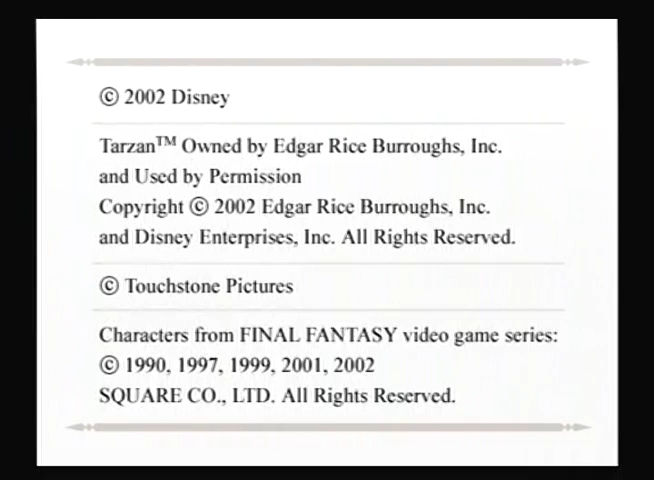 © 2002 Disney
Tarzan™ Owned by Edgar Rice Burroughs, Inc.
and Used by Permission
Copyright © 2002 Edgar Rice Burroughs, Inc.
and Disney Enterprises, Inc. All Rights Reserved.
© Touchstone Pictures
Characters from FINAL FANTASY video game series:
© 1990, 1997, 1999, 2001, 2002
SQUARE CO., LTD. All Rights Reserved.